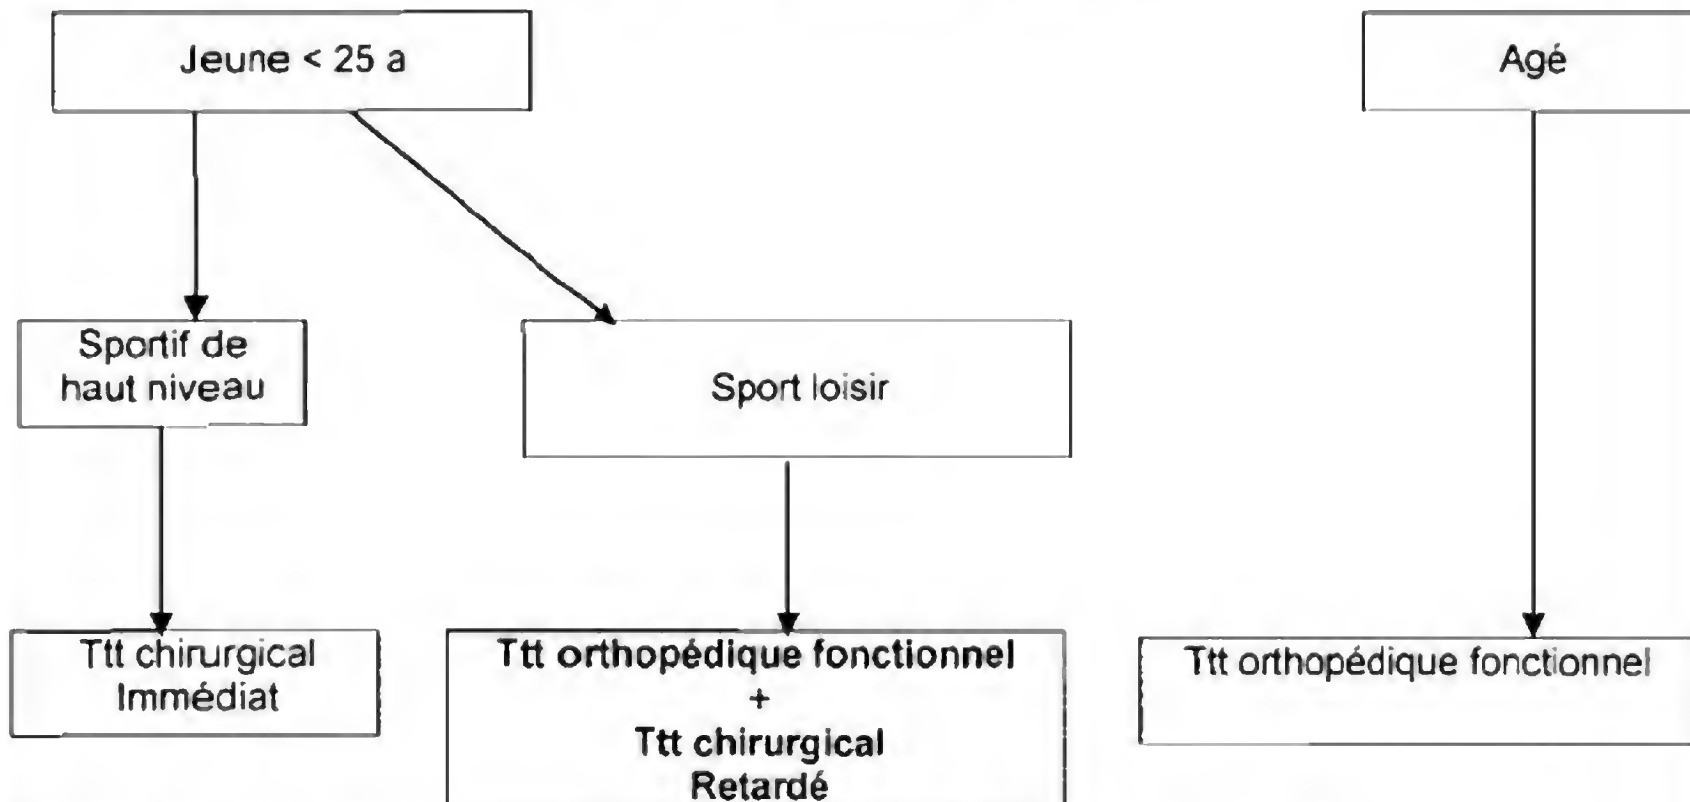 Jeune < 25 a
Agé
Sportif de
haut niveau
Sport loisir
Ttt chirurgical
Immédiat
Ttt orthopédique fonctionnel
+
Ttt chirurgical
Retardé
Ttt orthopédique fonctionnel